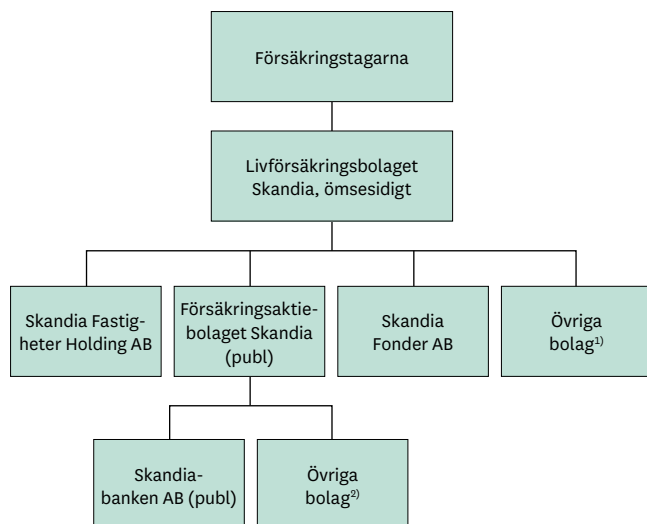 Försäkringstagarna
Livförsäkringsbolaget
Skandia, ömsesidigt
Skandia Fastig-
heter Holding AB
Försäkringsaktie-
bolaget Skandia
(publ)
Skandia
Fonder AB
Övriga
bolag¹⁾
Skandia-
banken AB (publ)
Övriga
bolag²⁾